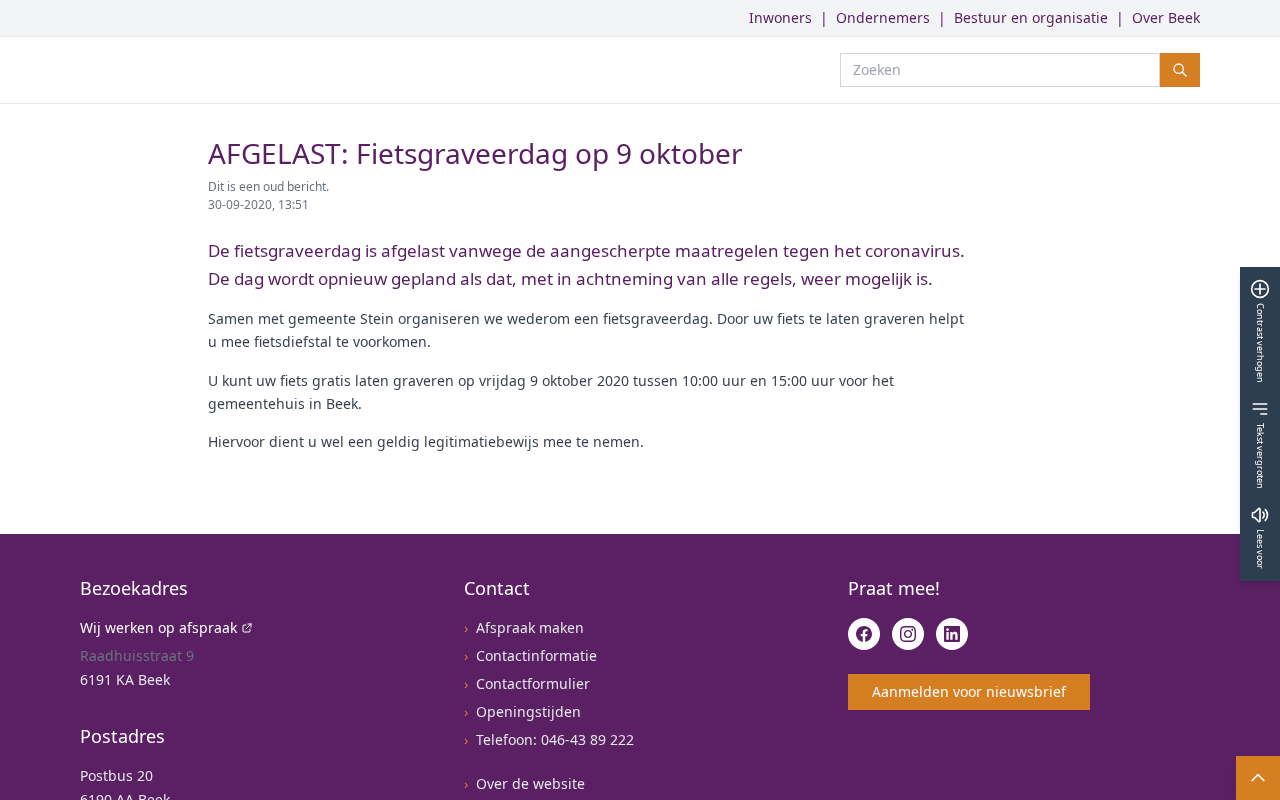 Inwoners | Ondernemers | Bestuur en organisatie | Over Beek
Zoeken
AFGELAST: Fietsgraveerdag op 9 oktober
Dit is een oud bericht.
30-09-2020, 13:51
De fietsgraveerdag is afgelast vanwege de aangescherpte maatregelen tegen het coronavirus.
De dag wordt opnieuw gepland als dat, met in achtneming van alle regels, weer mogelijk is.
Samen met gemeente Stein organiseren we wederom een fietsgraveerdag. Door uw fiets te laten graveren helpt
u mee fietsdiefstal te voorkomen.
U kunt uw fiets gratis laten graveren op vrijdag 9 oktober 2020 tussen 10:00 uur en 15:00 uur voor het
gemeentehuis in Beek.
Hiervoor dient u wel een geldig legitimatiebewijs mee te nemen.
Contrast verhogen
Tekst vergroten
Lees voor
Bezoekadres
Wij werken op afspraak
Raadhuisstraat 9
6191 KA Beek
Postadres
Postbus 20
6190 AA Beek
Contact
› Afspraak maken
› Contactinformatie
› Contactformulier
› Openingstijden
› Telefoon: 046-43 89 222
› Over de website
Praat mee!
Aanmelden voor nieuwsbrief